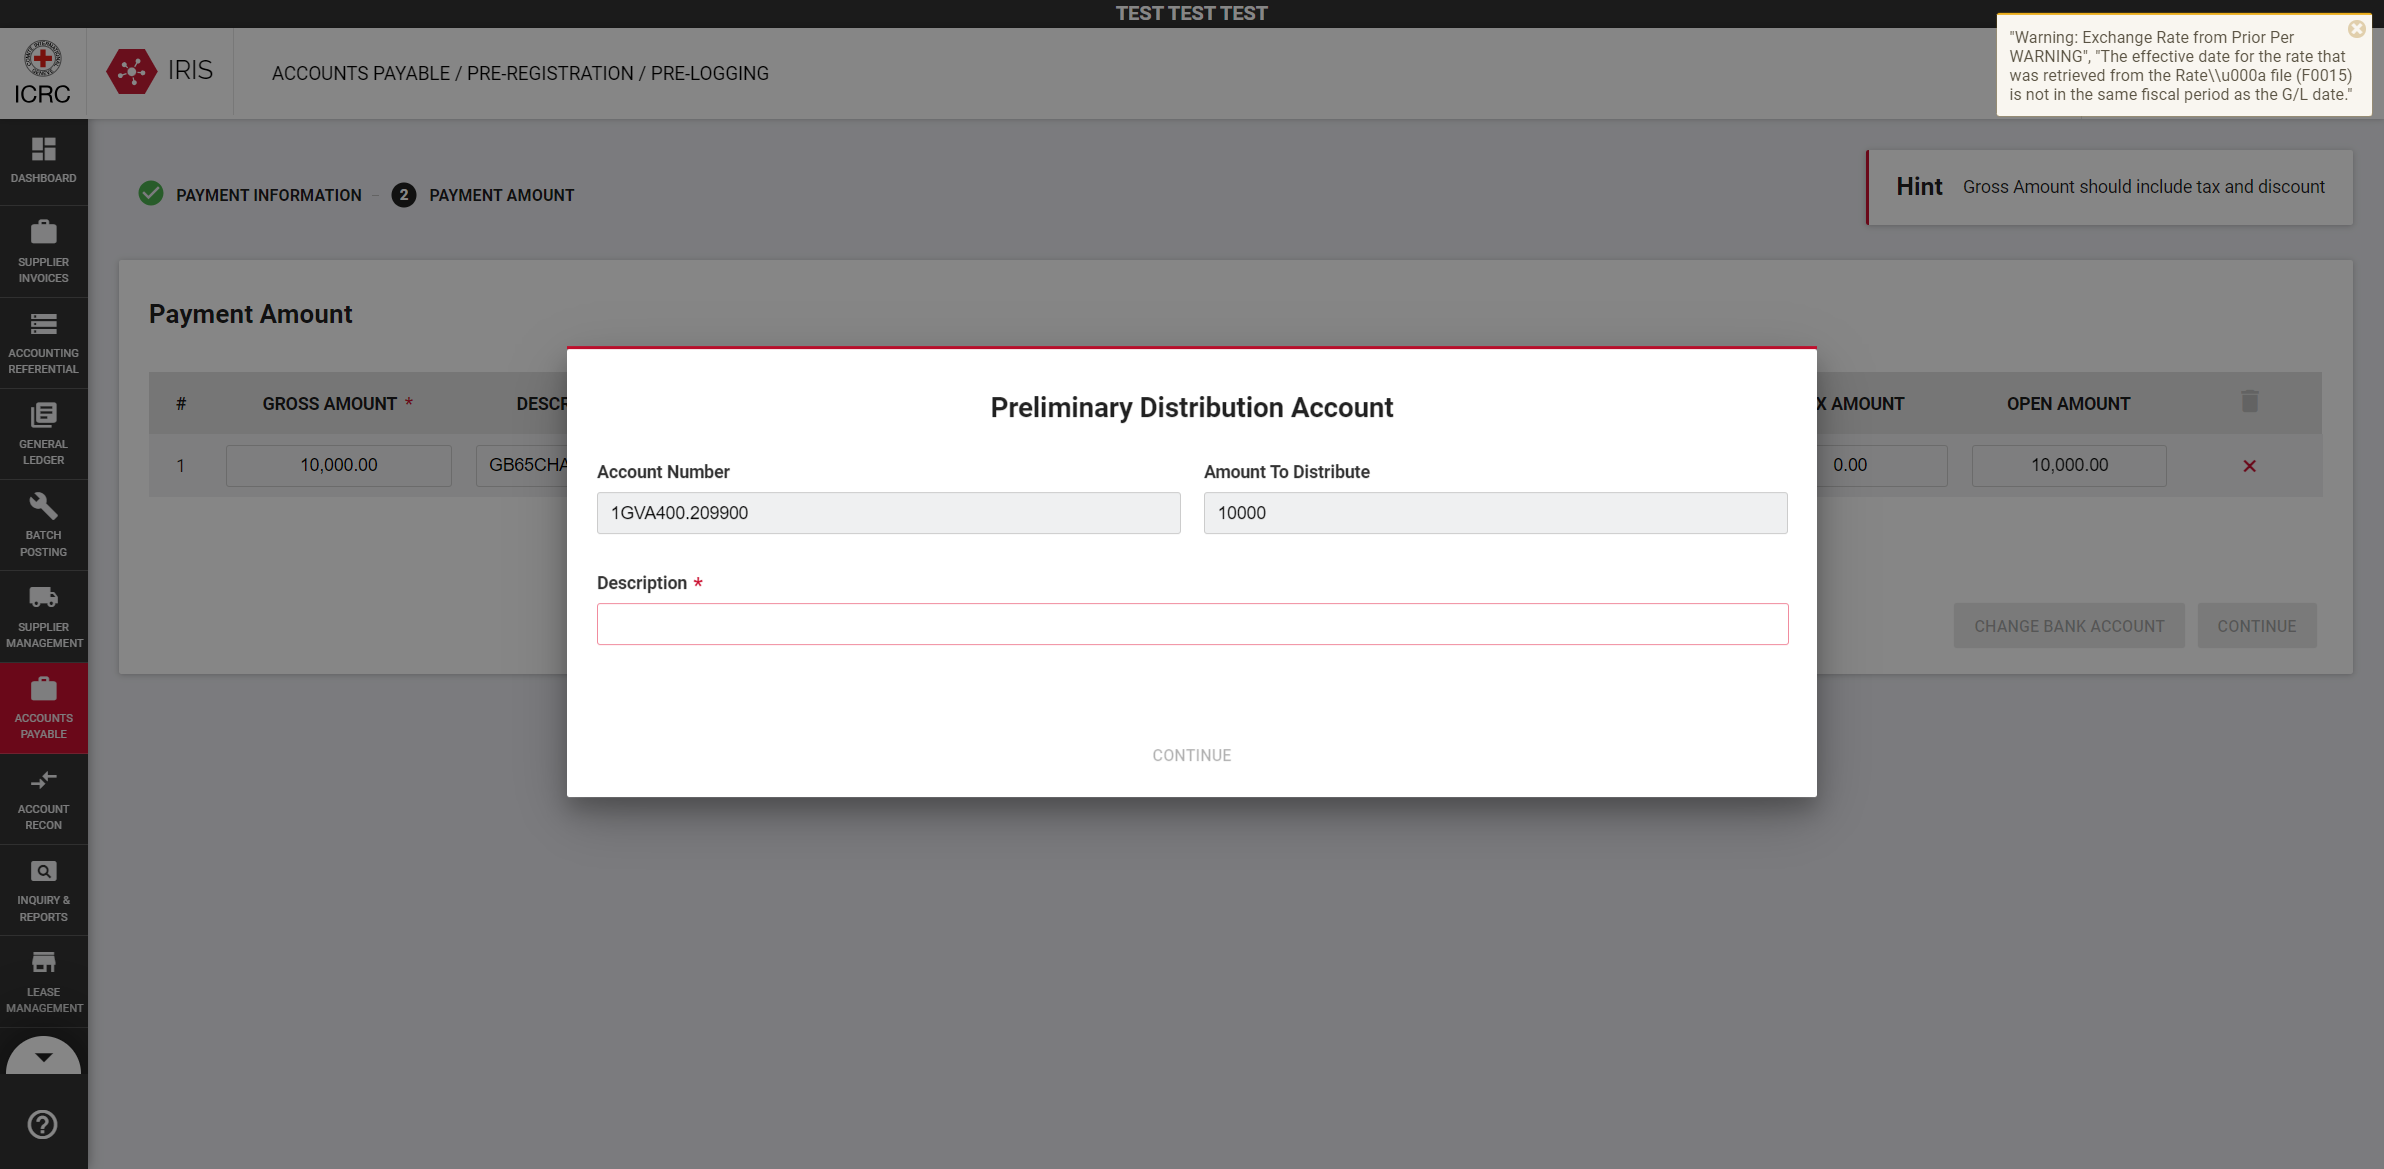 TEST TEST TEST
ICRC
IRIS
ACCOUNTS PAYABLE / PRE-REGISTRATION / PRE-LOGGING
"Warning: Exchange Rate from Prior Per
WARNING", "The effective date for the rate that
was retrieved from the Rate\\u000a file (F0015)
is not in the same fiscal period as the G/L date."
DASHBOARD
SUPPLIER
INVOICES
ACCOUNTING
REFERENTIAL
GENERAL
LEDGER
BATCH
POSTING
SUPPLIER
MANAGEMENT
ACCOUNTS
PAYABLE
ACCOUNT
RECON
INQUIRY &
REPORTS
LEASE
MANAGEMENT
PAYMENT INFORMATION - 2 PAYMENT AMOUNT
Hint Gross Amount should include tax and discount
Payment Amount
# GROSS AMOUNT * DESCR X AMOUNT OPEN AMOUNT
1 10,000.00 GB65CHA 0.00 10,000.00
CHANGE BANK ACCOUNT CONTINUE
Preliminary Distribution Account
Account Number Amount To Distribute
1GVA400.209900 10000
Description *
CONTINUE